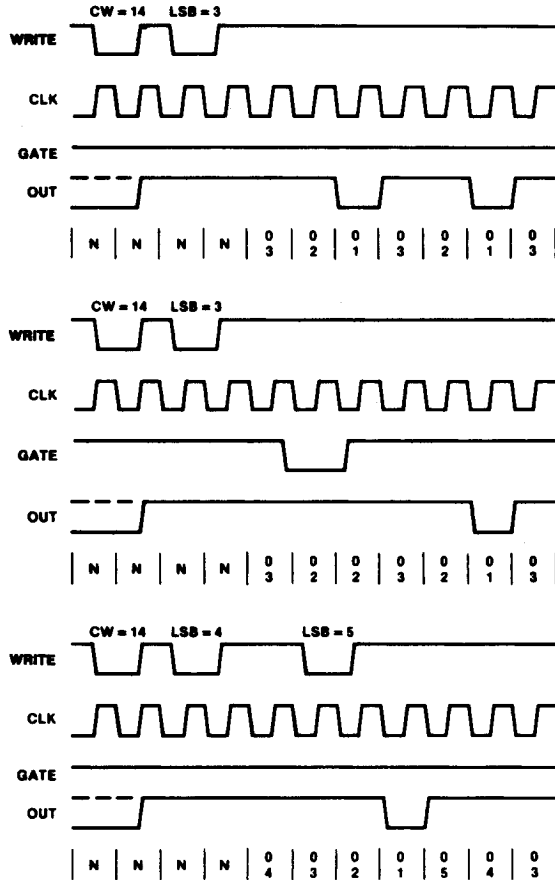 CW = 14 LSB = 3
WRITE
CLK
GATE
OUT
N N N N 0 0 0 0 0 0 0
3 2 1 3 2 1 3
CW = 14 LSB = 3
WRITE
CLK
GATE
OUT
N N N N 0 0 0 0 0 0 0
3 2 2 3 2 1 3
CW = 14 LSB = 4 LSB = 5
WRITE
CLK
GATE
OUT
N N N N 0 0 0 0 0 0 0
4 3 2 1 5 4 3